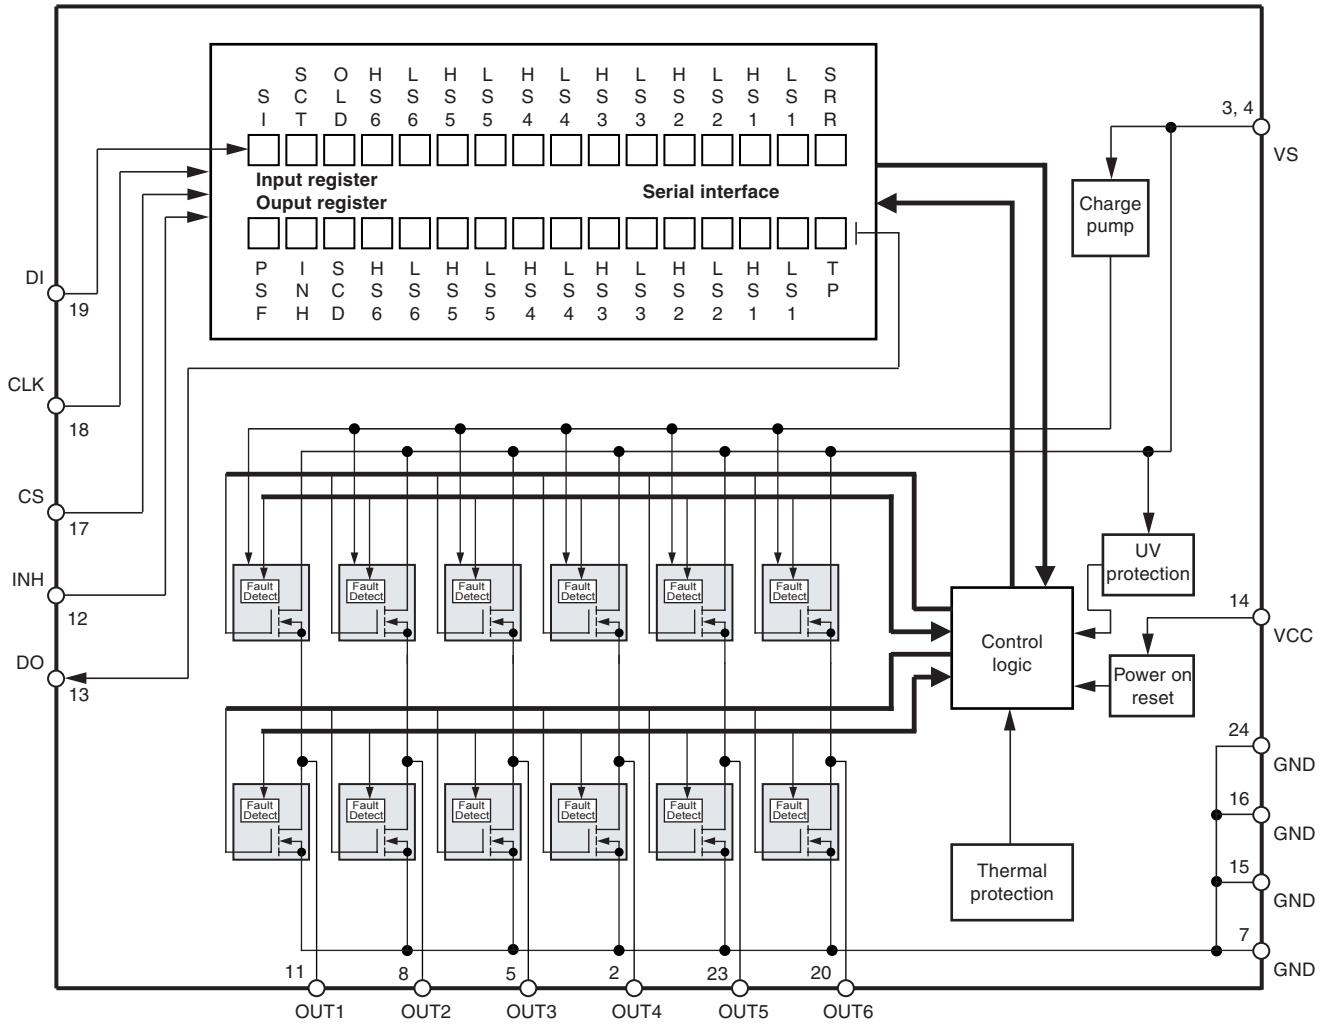 S O H L H L H L H L H L H L S
S C L S S S S S S S S S S S S R
I T D 6 6 5 5 4 4 3 3 2 2 1 1 R
Input register
Serial interface
Ouput register
P I S H L H L H L H L H L H L T
S N C S S S S S S S S S S S S P
F H D 6 6 5 5 4 4 3 3 2 2 1 1
3, 4
VS
Charge
pump
DI
19
CLK
18
CS
17
INH
12
DO
13
Fault
Detect
Fault
Detect
Fault
Detect
Fault
Detect
Fault
Detect
Fault
Detect
UV
protection
14
VCC
Control
logic
Power on
reset
24
GND
16
GND
15
GND
7
GND
Fault
Detect
Fault
Detect
Fault
Detect
Fault
Detect
Fault
Detect
Fault
Detect
Thermal
protection
11 8 5 2 23 20
OUT1 OUT2 OUT3 OUT4 OUT5 OUT6